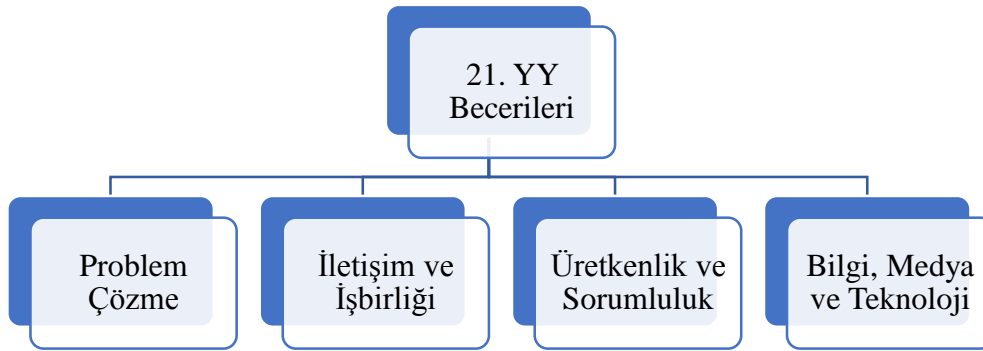 21. YY
Becerileri
Problem
Çözme
İletişim ve
İşbirliği
Üretkenlik ve
Sorumluluk
Bilgi, Medya
ve Teknoloji